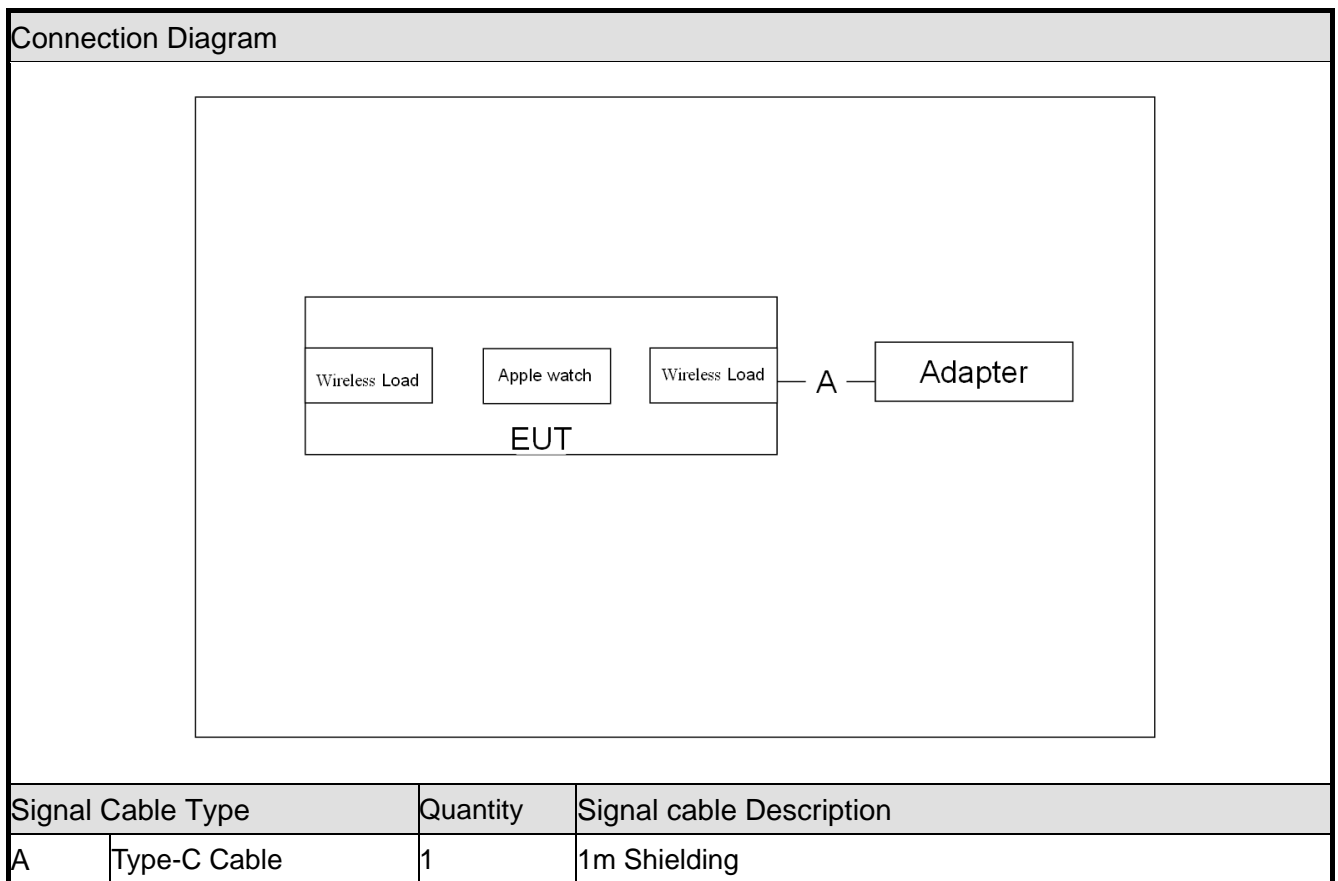 Connection Diagram
Wireless Load Apple watch Wireless Load A Adapter
EUT
Signal Cable Type Quantity Signal cable Description
A Type-C Cable 1 1m Shielding